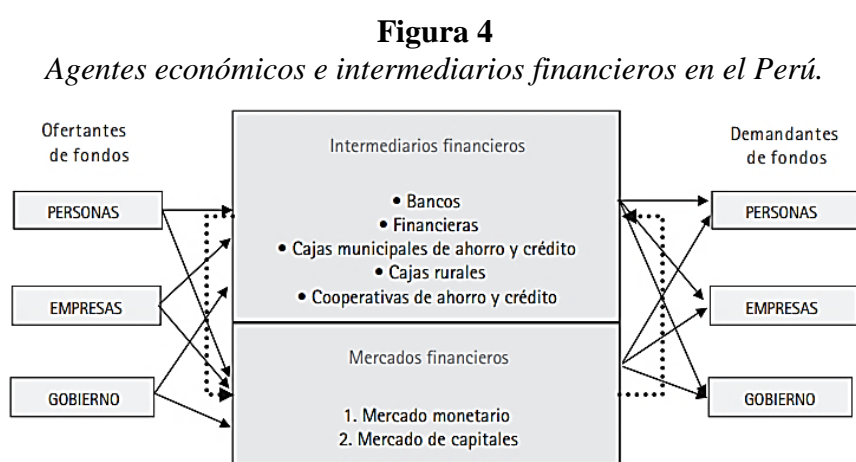 Figura 4
Agentes económicos e intermediarios financieros en el Perú.
Ofertantes
de fondos
PERSONAS
EMPRESAS
GOBIERNO
Intermediarios financieros
• Bancos
• Financieras
• Cajas municipales de ahorro y crédito
• Cajas rurales
• Cooperativas de ahorro y crédito
Mercados financieros
1. Mercado monetario
2. Mercado de capitales
Demandantes
de fondos
PERSONAS
EMPRESAS
GOBIERNO